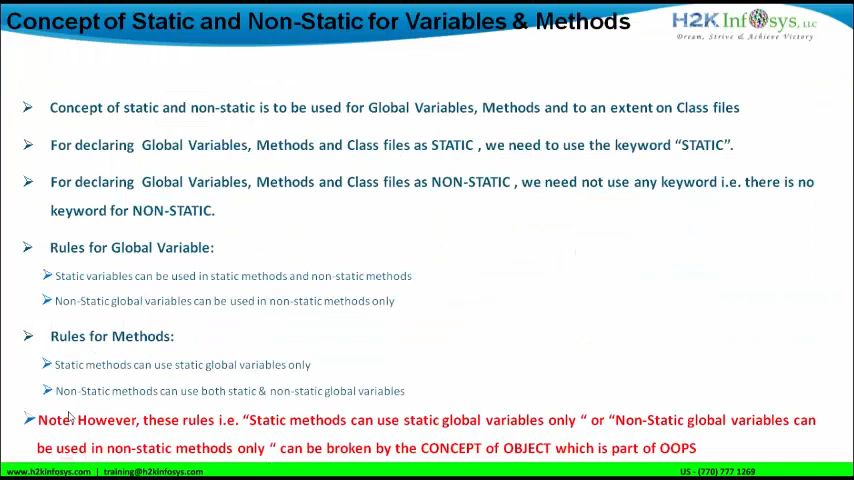 Concept of Static and Non-Static for Variables & Methods
H2K Infosys, LLC
Dream, Strive & Achieve Victory
Concept of static and non-static is to be used for Global Variables, Methods and to an extent on Class files
For declaring Global Variables, Methods and Class files as STATIC , we need to use the keyword “STATIC”.
For declaring Global Variables, Methods and Class files as NON-STATIC , we need not use any keyword i.e. there is no
keyword for NON-STATIC.
Rules for Global Variable:
Static variables can be used in static methods and non-static methods
Non-Static global variables can be used in non-static methods only
Rules for Methods:
Static methods can use static global variables only
Non-Static methods can use both static & non-static global variables
Note: However, these rules i.e. “Static methods can use static global variables only “ or “Non-Static global variables can
be used in non-static methods only “ can be broken by the CONCEPT of OBJECT which is part of OOPS
www.h2kinfosys.com | training@h2kinfosys.com
US - (770) 777 1269